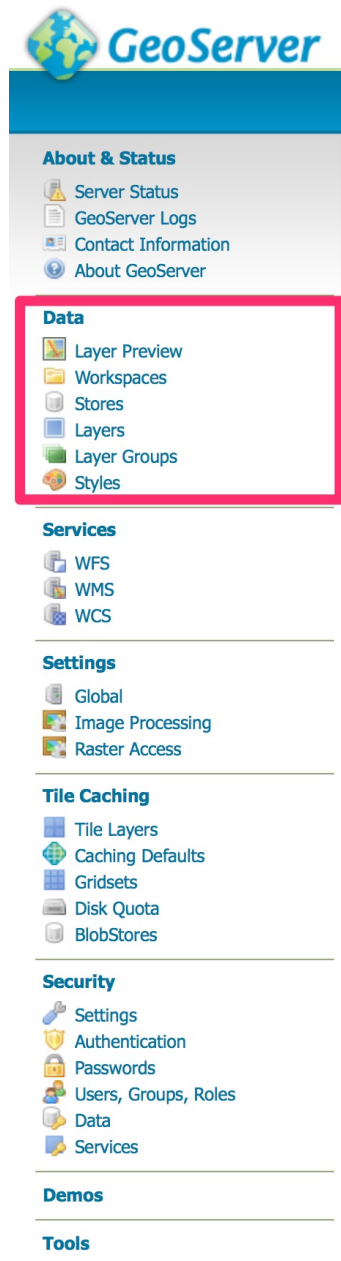 GeoServer
About & Status
Server Status
GeoServer Logs
Contact Information
About GeoServer
Data
Layer Preview
Workspaces
Stores
Layers
Layer Groups
Styles
Services
WFS
WMS
WCS
Settings
Global
Image Processing
Raster Access
Tile Caching
Tile Layers
Caching Defaults
Gridsets
Disk Quota
BlobStores
Security
Settings
Authentication
Passwords
Users, Groups, Roles
Data
Services
Demos
Tools